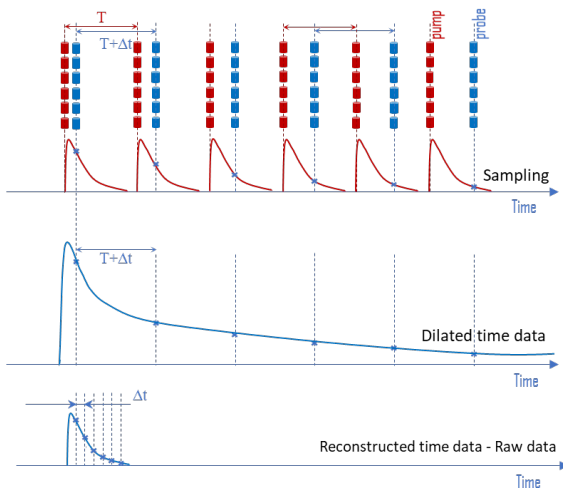 T
pump
probe
T+Δt
Sampling
Time
T+Δt
Dilated time data
Time
Δt
Reconstructed time data - Raw data
Time